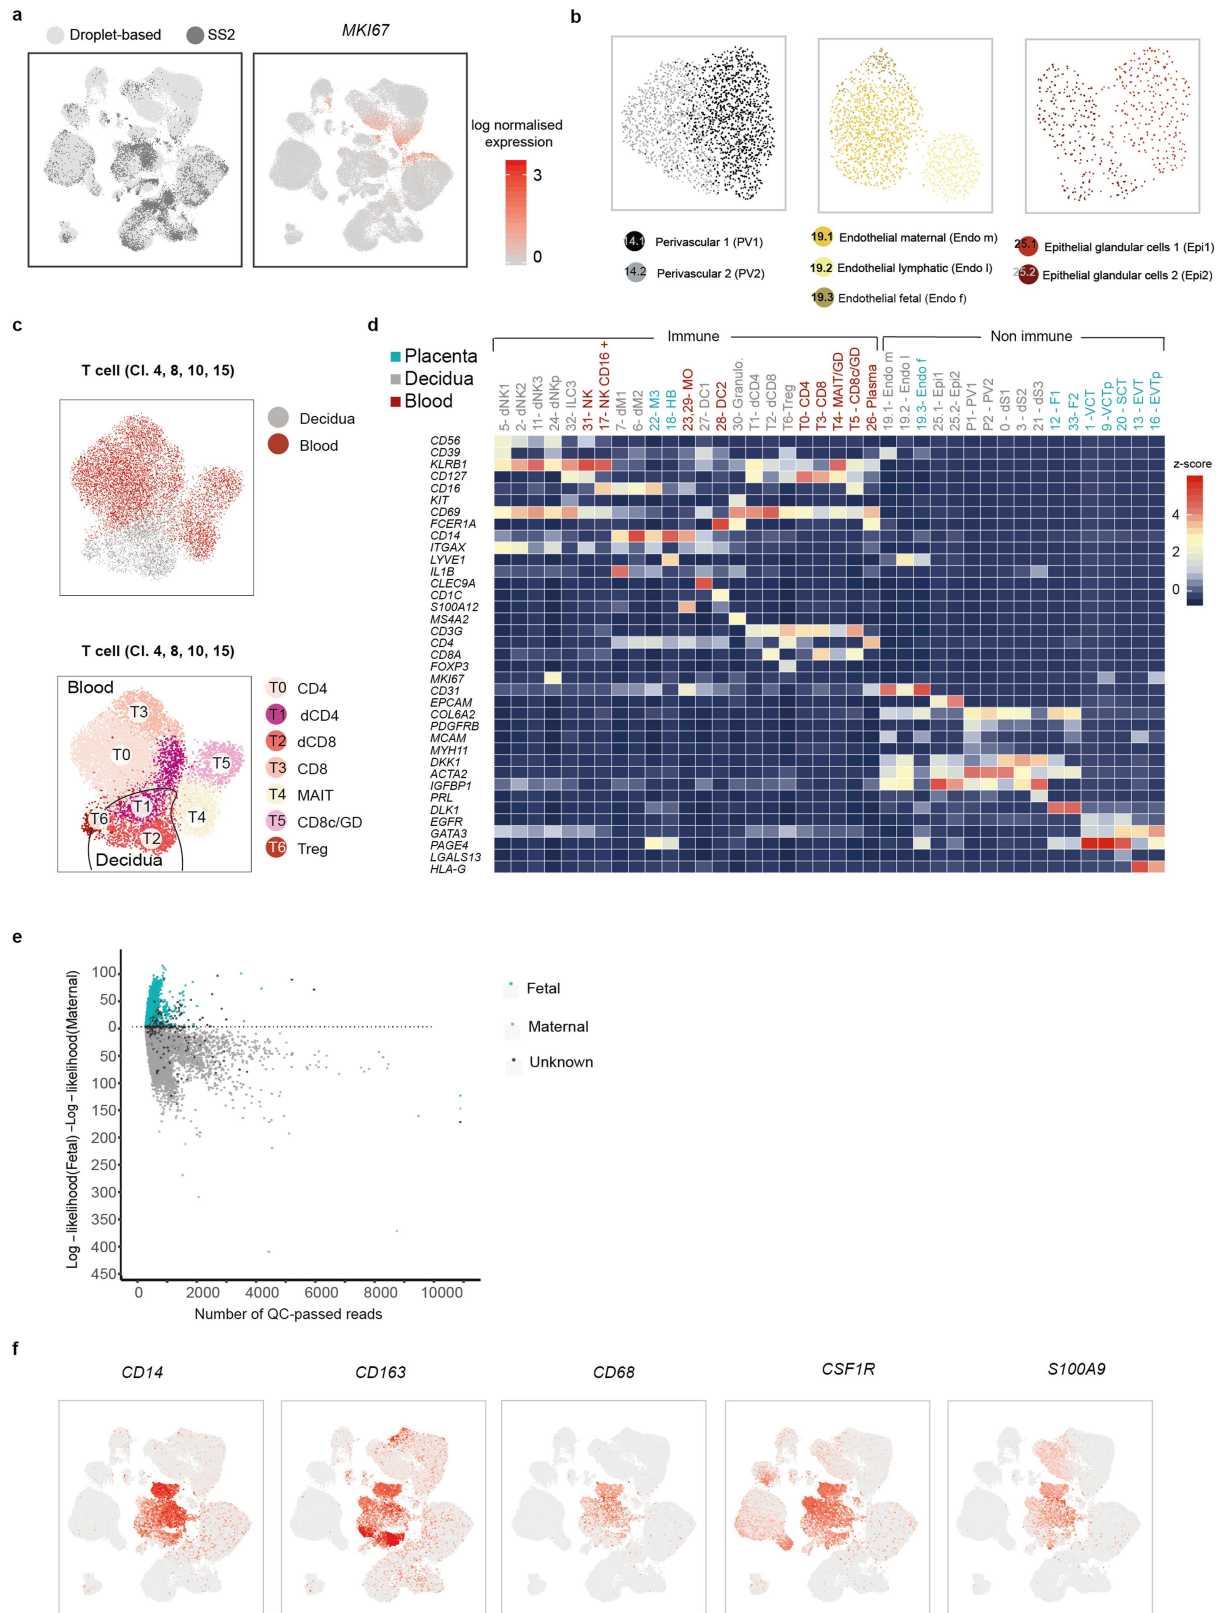 a
Droplet-based
SS2
MKI67
log normalised
expression
3
0
b
14.1 Perivascular 1 (PV1)
14.2 Perivascular 2 (PV2)
19.1 Endothelial maternal (Endo m)
19.2 Endothelial lymphatic (Endo l)
19.3 Endothelial fetal (Endo f)
25.1 Epithelial glandular cells 1 (Epi1)
25.2 Epithelial glandular cells 2 (Epi2)
c
T cell (Cl. 4, 8, 10, 15)
Decidua
Blood
T cell (Cl. 4, 8, 10, 15)
Blood
T3
T0
T5
T1
T4
T6
T2
Decidua
T0 CD4
T1 dCD4
T2 dCD8
T3 CD8
T4 MAIT
T5 CD8c/GD
T6 Treg
d
Placenta
Decidua
Blood
Immune
Non immune
5- dNK1
2- dNK2
11- dNK3
24- dNKp
32- ILC3
31- NK
17- NK CD16 +
7- dM1
6- dM2
22- M3
18- HB
23,29- MO
27- DC1
28- DC2
30- Granulo.
T1- dCD4
T2- dCD8
T6-Treg
T0- CD4
T3- CD8
T4- MAIT/GD
T5 - CD8c/GD
26- Plasma
19.1- Endo m
19.2 - Endo l
19.3- Endo f
25.1- Epi1
25.2- Epi2
P1 - PV1
P2 - PV2
0 - dS1
3 - dS2
21 - dS3
12 - F1
33- F2
1 -VCT
9 -VCTp
20 - SCT
13 - EVT
16 - EVTp
CD56
CD39
KLRB1
CD127
CD16
KIT
CD69
FCER1A
CD14
ITGAX
LYVE1
IL1B
CLEC9A
CD1C
S100A12
MS4A2
CD3G
CD4
CD8A
FOXP3
MKI67
CD31
EPCAM
COL6A2
PDGFRB
MCAM
MYH11
DKK1
ACTA2
IGFBP1
PRL
DLK1
EGFR
GATA3
PAGE4
LGALS13
HLA-G
z-score
4
2
0
e
Log – likelihood(Fetal) –Log – likelihood(Maternal)
100
50
0
50
100
150
200
250
300
350
400
450
0 2000 4000 6000 8000 10000
Number of QC-passed reads
Fetal
Maternal
Unknown
f
CD14
CD163
CD68
CSF1R
S100A9